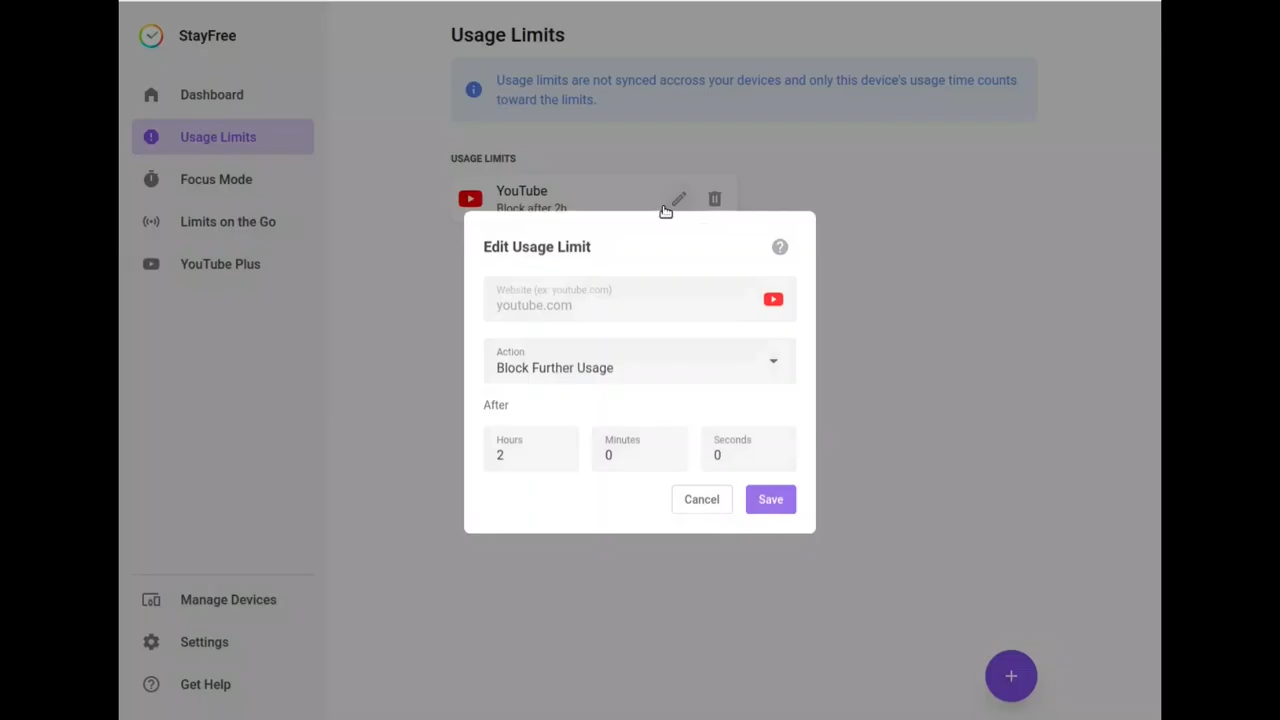 StayFree
Dashboard
Usage Limits
Focus Mode
Limits on the Go
YouTube Plus
Manage Devices
Settings
Get Help
Usage Limits
Usage limits are not synced accross your devices and only this device's usage time counts
toward the limits.
USAGE LIMITS
YouTube
Block after 2h
Edit Usage Limit
Website (ex: youtube.com)
youtube.com
Action
Block Further Usage
After
Hours
2
Minutes
0
Seconds
0
Cancel
Save